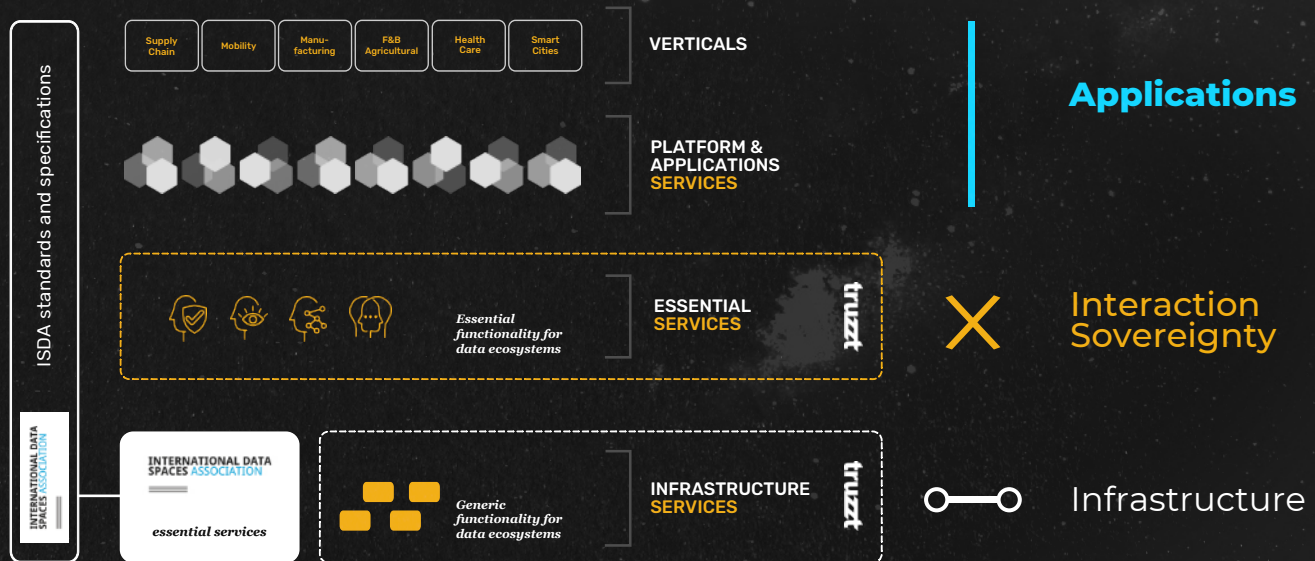 ISDA standards and specifications
INTERNATIONAL DATA
SPACES ASSOCIATION
Supply
Chain
Mobility
Manu-
facturing
F&B
Agricultural
Health
Care
Smart
Cities
VERTICALS
Applications
PLATFORM &
APPLICATIONS
SERVICES
Essential
functionality for
data ecosystems
ESSENTIAL
SERVICES
truzzt
Interaction
Sovereignty
INTERNATIONAL DATA
SPACES ASSOCIATION
essential services
Generic
functionality for
data ecosystems
INFRASTRUCTURE
SERVICES
truzzt
Infrastructure